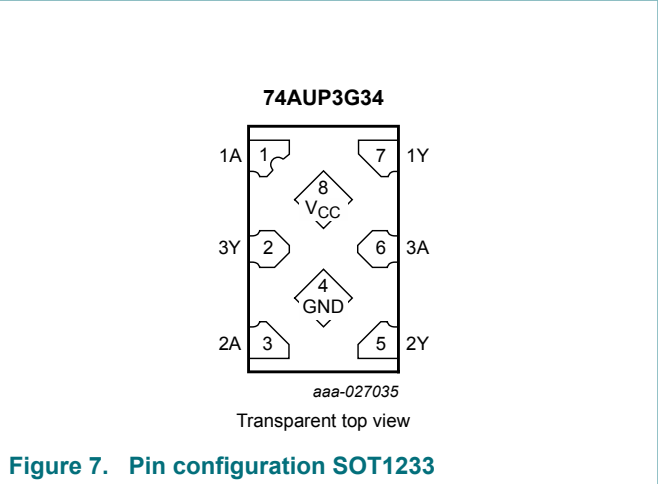 74AUP3G34
1A 1 7 1Y
8
VCC
3Y 2 6 3A
4
GND
2A 3 5 2Y
aaa-027035
Transparent top view
Figure 7. Pin configuration SOT1233